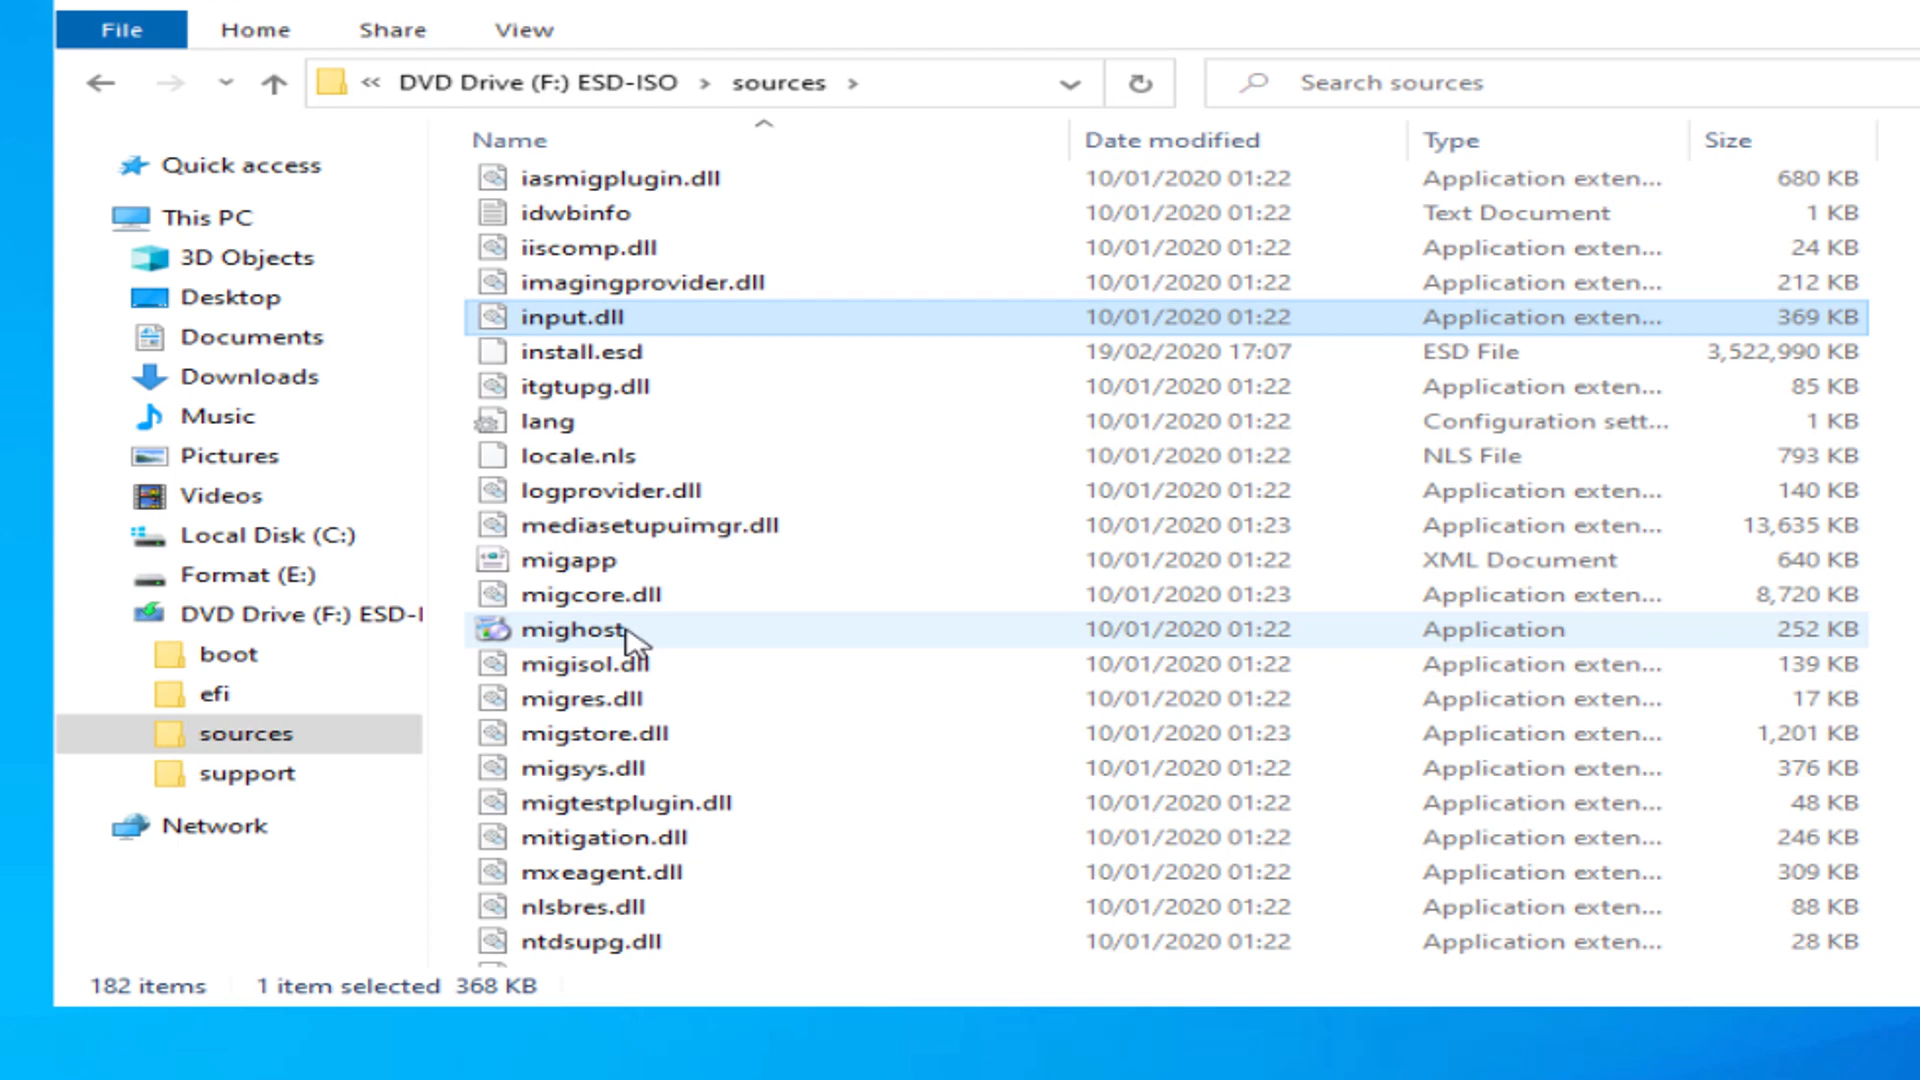 File Home Share View
« DVD Drive (F:) ESD-ISO > sources > Search sources
Name Date modified Type Size
Quick access
This PC
3D Objects
Desktop
Documents
Downloads
Music
Pictures
Videos
Local Disk (C:)
Format (E:)
DVD Drive (F:) ESD-I
boot
efi
sources
support
Network
iasmigplugin.dll 10/01/2020 01:22 Application exten... 680 KB
idwbinfo 10/01/2020 01:22 Text Document 1 KB
iiscomp.dll 10/01/2020 01:22 Application exten... 24 KB
imagingprovider.dll 10/01/2020 01:22 Application exten... 212 KB
input.dll 10/01/2020 01:22 Application exten... 369 KB
install.esd 19/02/2020 17:07 ESD File 3,522,990 KB
itgtupg.dll 10/01/2020 01:22 Application exten... 85 KB
lang 10/01/2020 01:22 Configuration sett... 1 KB
locale.nls 10/01/2020 01:22 NLS File 793 KB
logprovider.dll 10/01/2020 01:22 Application exten... 140 KB
mediasetupuimgr.dll 10/01/2020 01:23 Application exten... 13,635 KB
migapp 10/01/2020 01:22 XML Document 640 KB
migcore.dll 10/01/2020 01:23 Application exten... 8,720 KB
mighost 10/01/2020 01:22 Application 252 KB
migisol.dll 10/01/2020 01:22 Application exten... 139 KB
migres.dll 10/01/2020 01:22 Application exten... 17 KB
migstore.dll 10/01/2020 01:23 Application exten... 1,201 KB
migsys.dll 10/01/2020 01:22 Application exten... 376 KB
migtestplugin.dll 10/01/2020 01:22 Application exten... 48 KB
mitigation.dll 10/01/2020 01:22 Application exten... 246 KB
mxeagent.dll 10/01/2020 01:22 Application exten... 309 KB
nlsbres.dll 10/01/2020 01:22 Application exten... 88 KB
ntdsupg.dll 10/01/2020 01:22 Application exten... 28 KB
182 items 1 item selected 368 KB